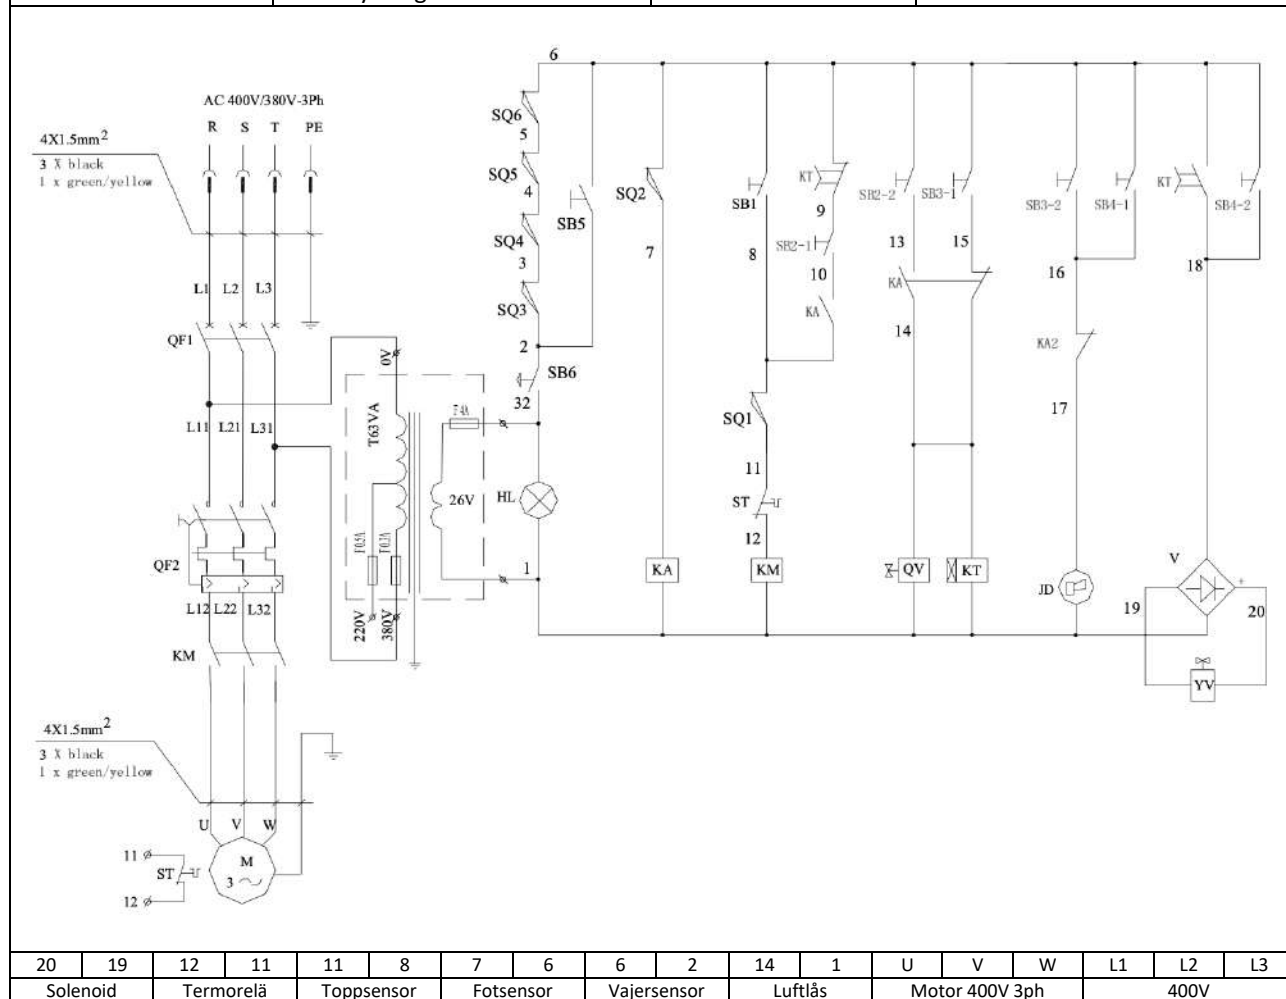 6
AC 400V/380V-3Ph
R S T PE
4X1.5mm2
3 X black
1 x green/yellow
SQ6
5
SQ5
4
SQ4
3
SQ3
2
SB6
32
SB5
SQ2
7
SB1
8
KT
9
SB2-1
10
KA
SB2-2
SB3-1
13
15
KA
14
SB3-2
SB4-1
16
KA2
17
KT
SB4-2
18
L1 L2 L3
QF1
L11 L21 L31
QF2
L12 L22 L32
KM
0V
T63VA
F4A
26V
F0.5A
220V
380V
HL
1
SQ1
11
ST
12
KA
KM
QV
KT
JD
V
+
19
20
YV
4X1.5mm2
3 X black
1 x green/yellow
U V W
11
ST
12
M
3
20 19 12 11 11 8 7 6 6 2 14 1 U V W L1 L2 L3
Solenoid Termorelä Toppsensor Fotsensor Vajersensor Luftlås Motor 400V 3ph 400V